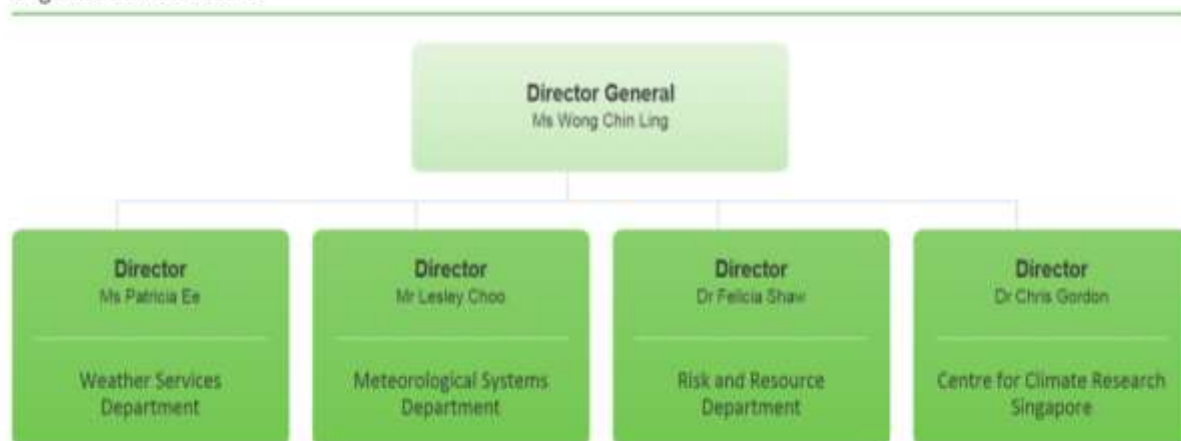 Director General
Ms Wong Chin Ling
Director
Ms Patricia Ee
Weather Services
Department
Director
Mr Lesley Choo
Meteorological Systems
Department
Director
Dr Felicia Shaw
Risk and Resource
Department
Director
Dr Chris Gordon
Centre for Climate Research
Singapore